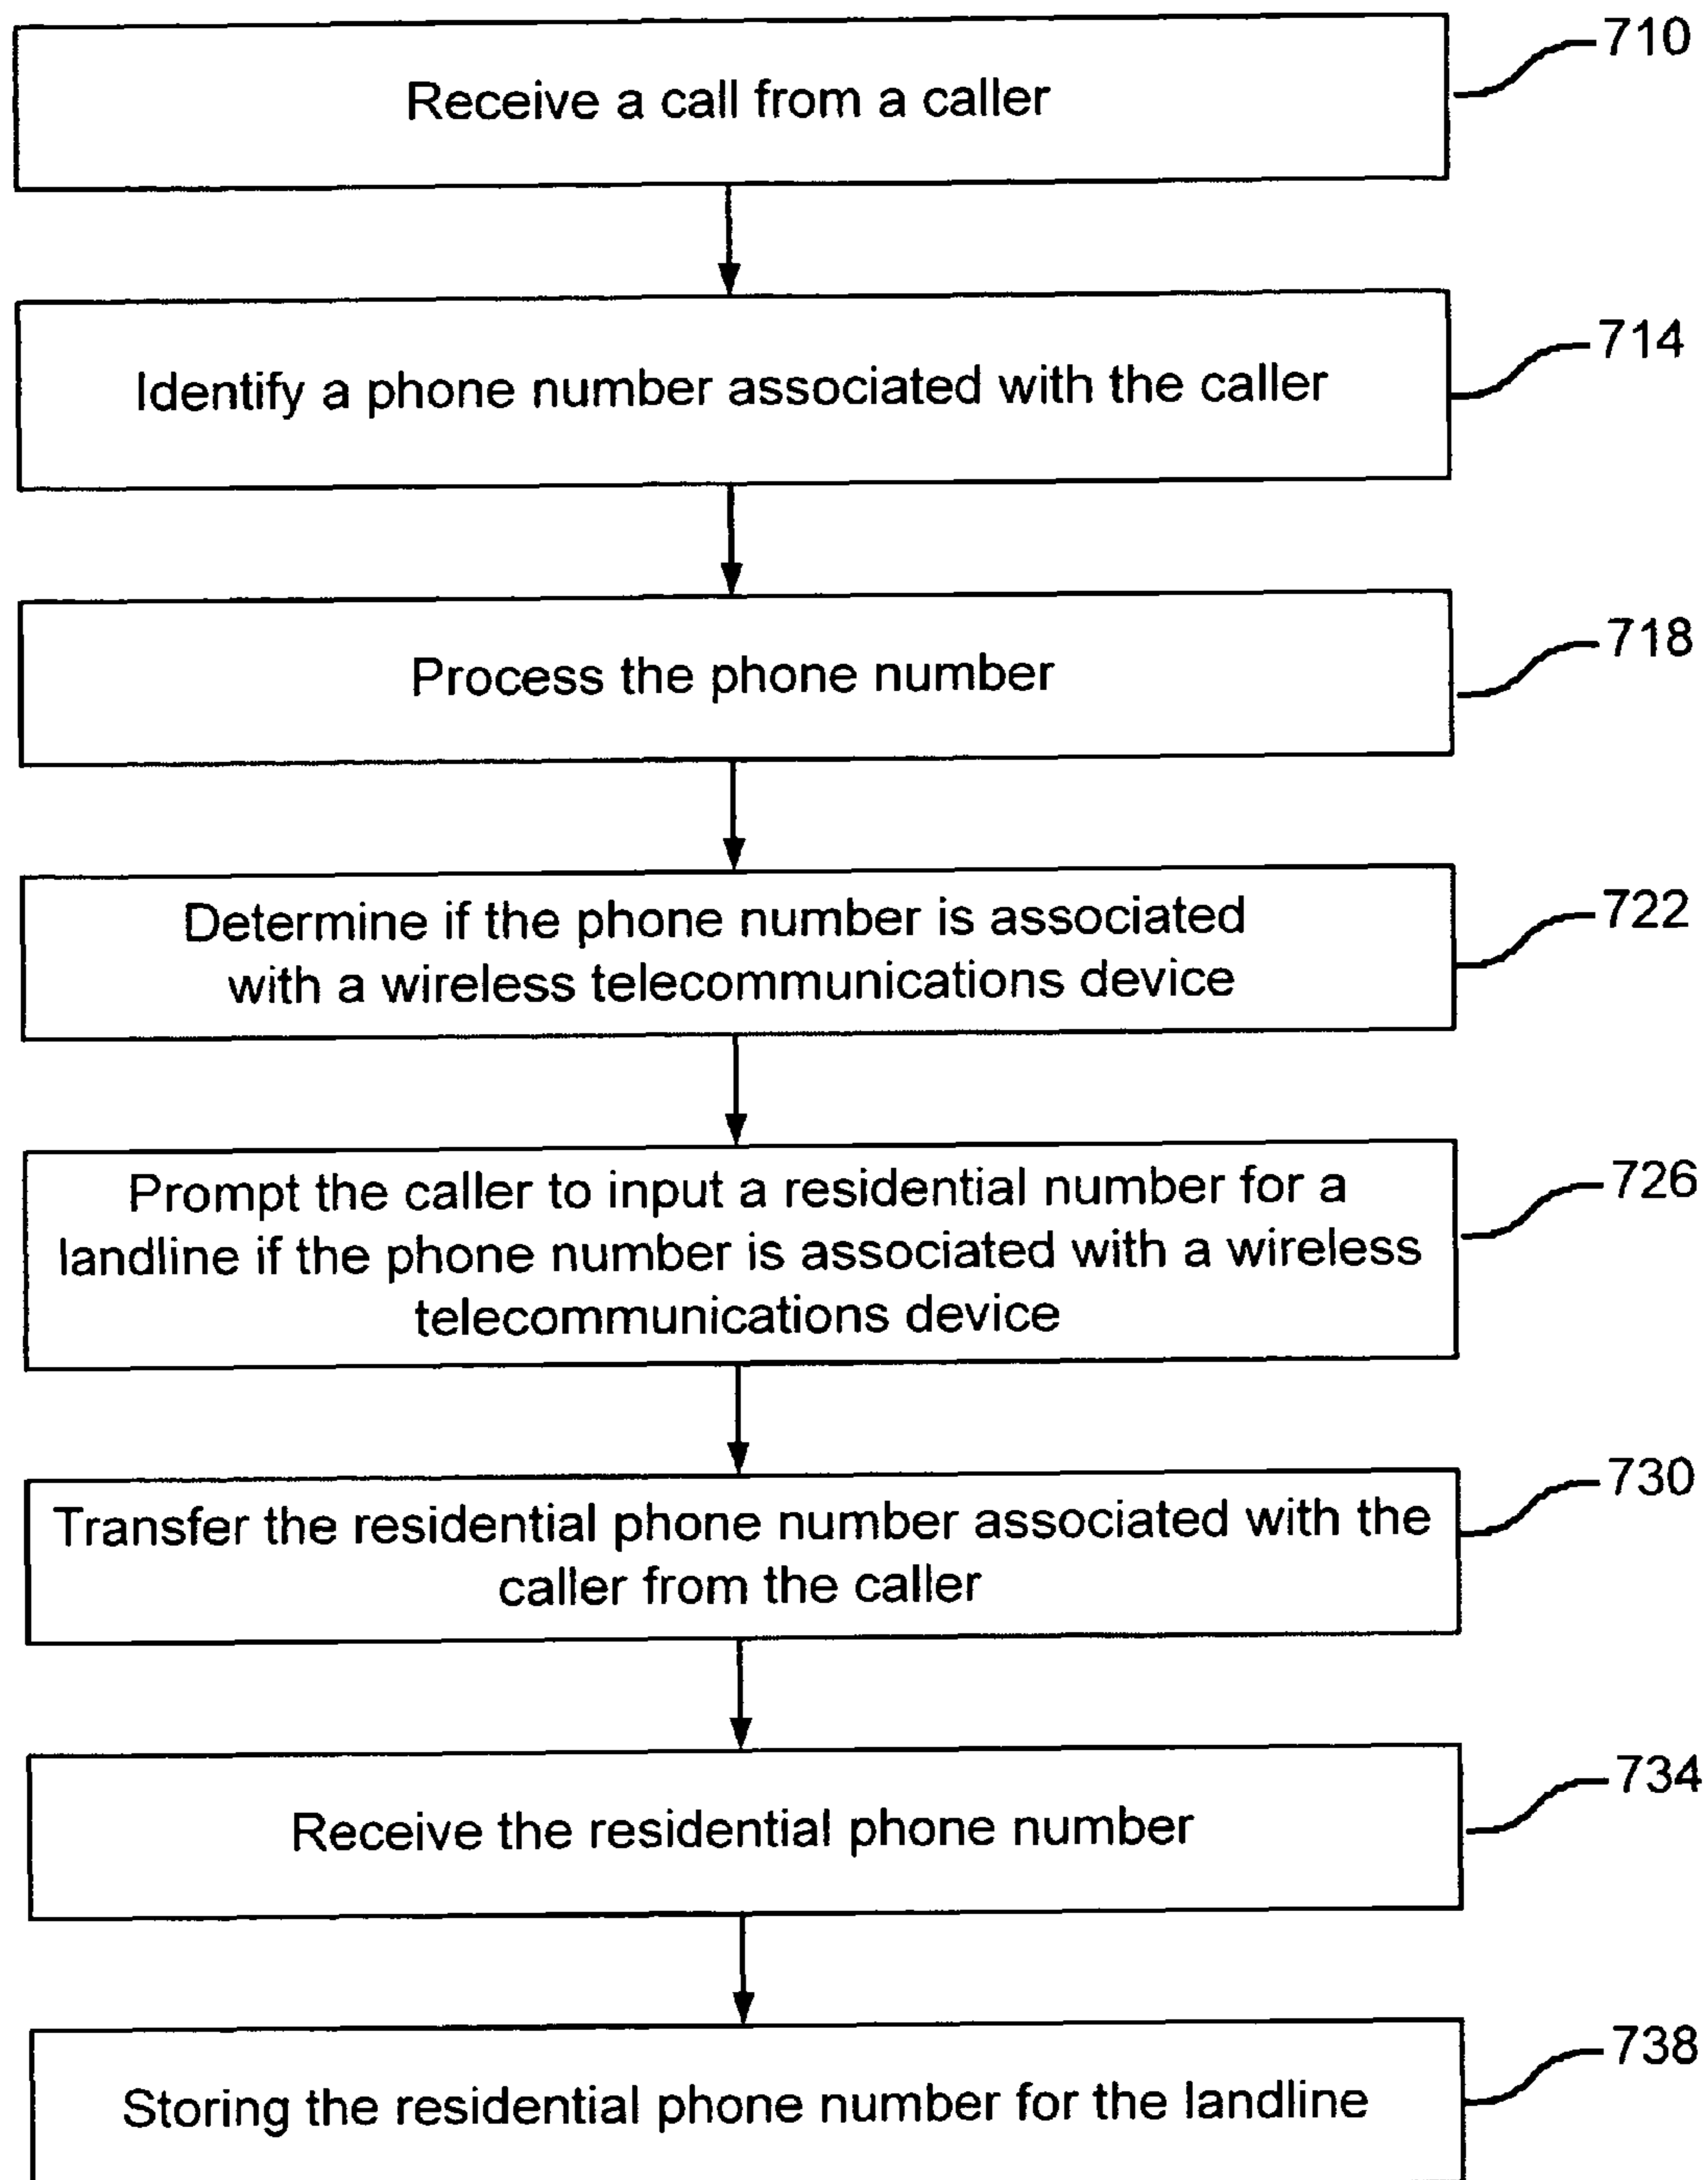 Receive a call from a caller
710
Identify a phone number associated with the caller
714
Process the phone number
718
Determine if the phone number is associated
with a wireless telecommunications device
722
Prompt the caller to input a residential number for a
landline if the phone number is associated with a wireless
telecommunications device
726
Transfer the residential phone number associated with the
caller from the caller
730
Receive the residential phone number
734
Storing the residential phone number for the landline
738